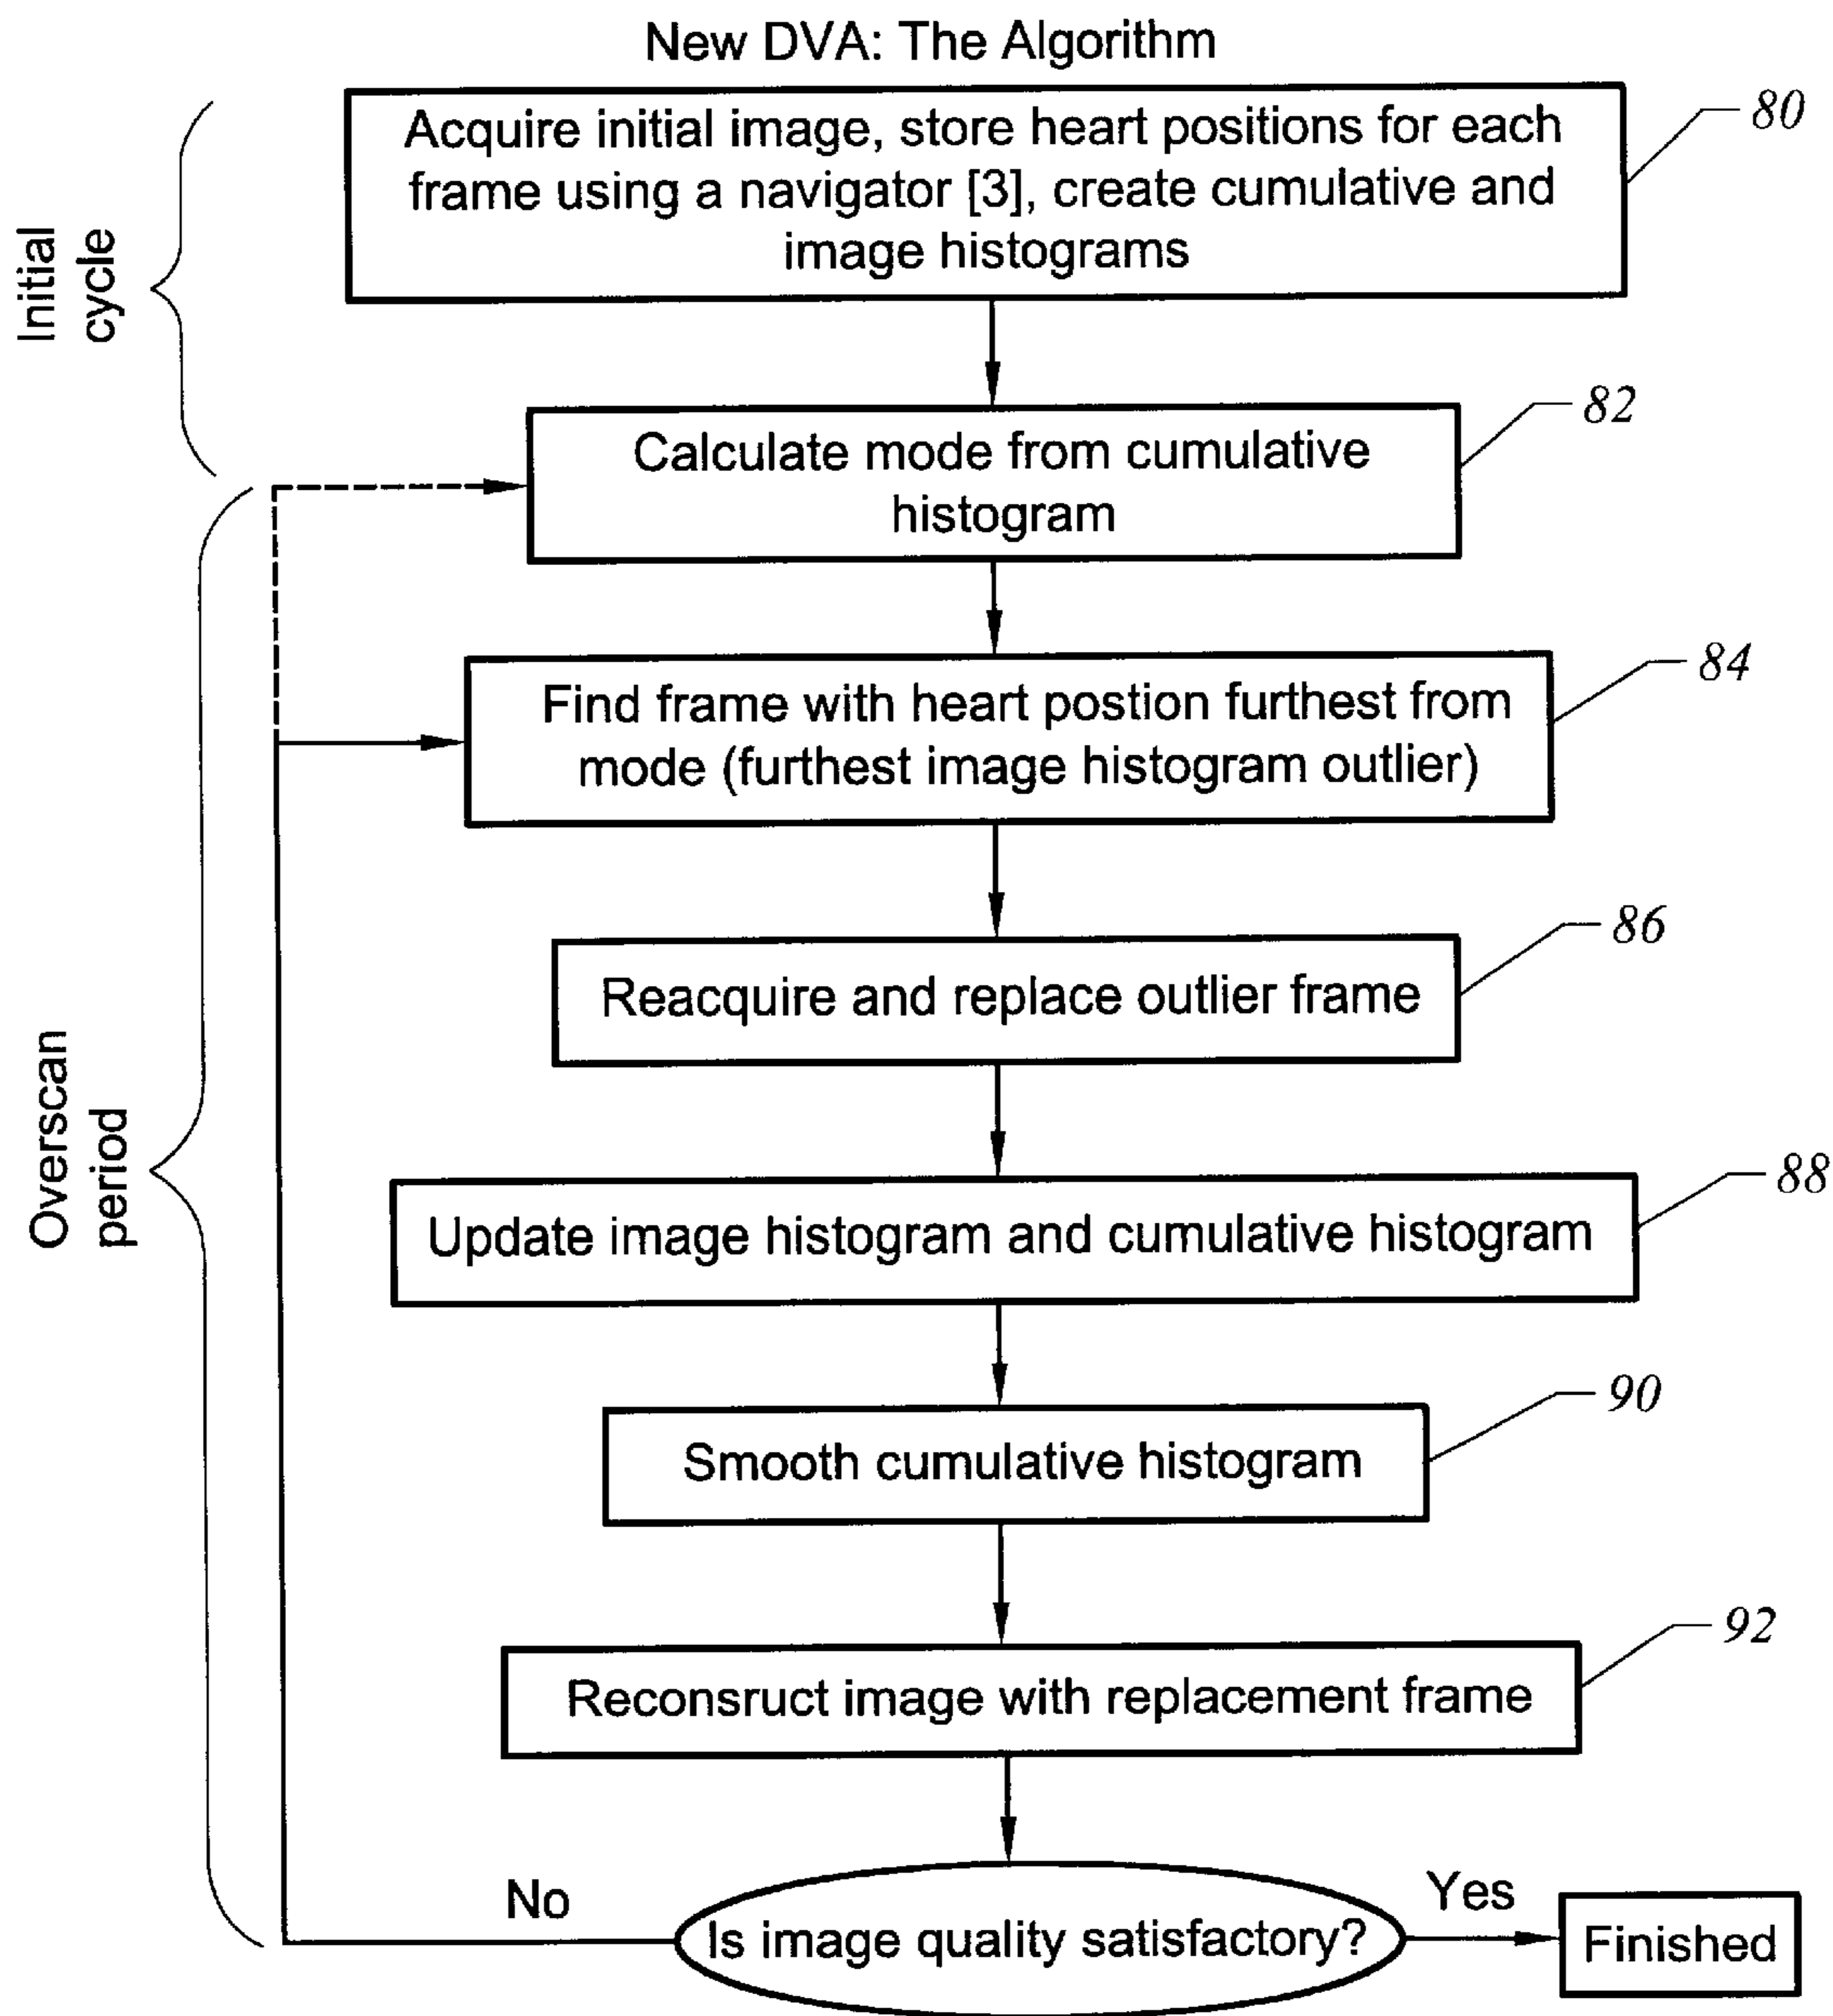 New DVA: The Algorithm
Acquire initial image, store heart positions for each
frame using a navigator [3], create cumulative and
image histograms
80
Initial
cycle
Calculate mode from cumulative
histogram
82
Find frame with heart postion furthest from
mode (furthest image histogram outlier)
84
Reacquire and replace outlier frame
86
Overscan
period
Update image histogram and cumulative histogram
88
Smooth cumulative histogram
90
Reconsruct image with replacement frame
92
No
Is image quality satisfactory?
Yes
Finished